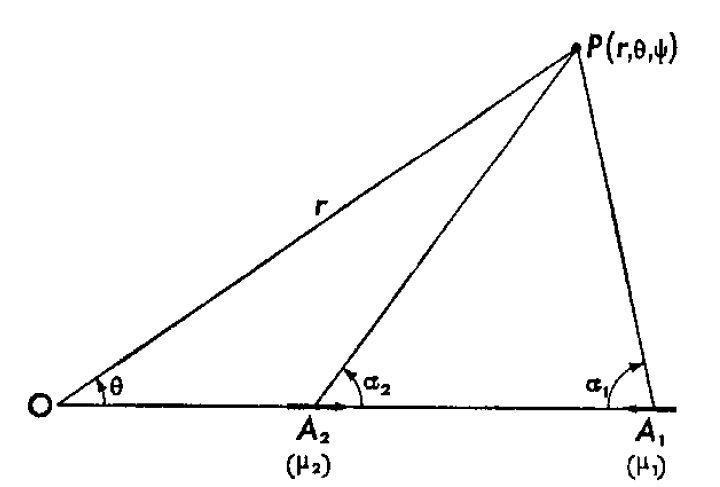 P(r,θ,ψ)
r
θ
α₂
α₁
O
A₂
A₁
(μ₂)
(μ₁)